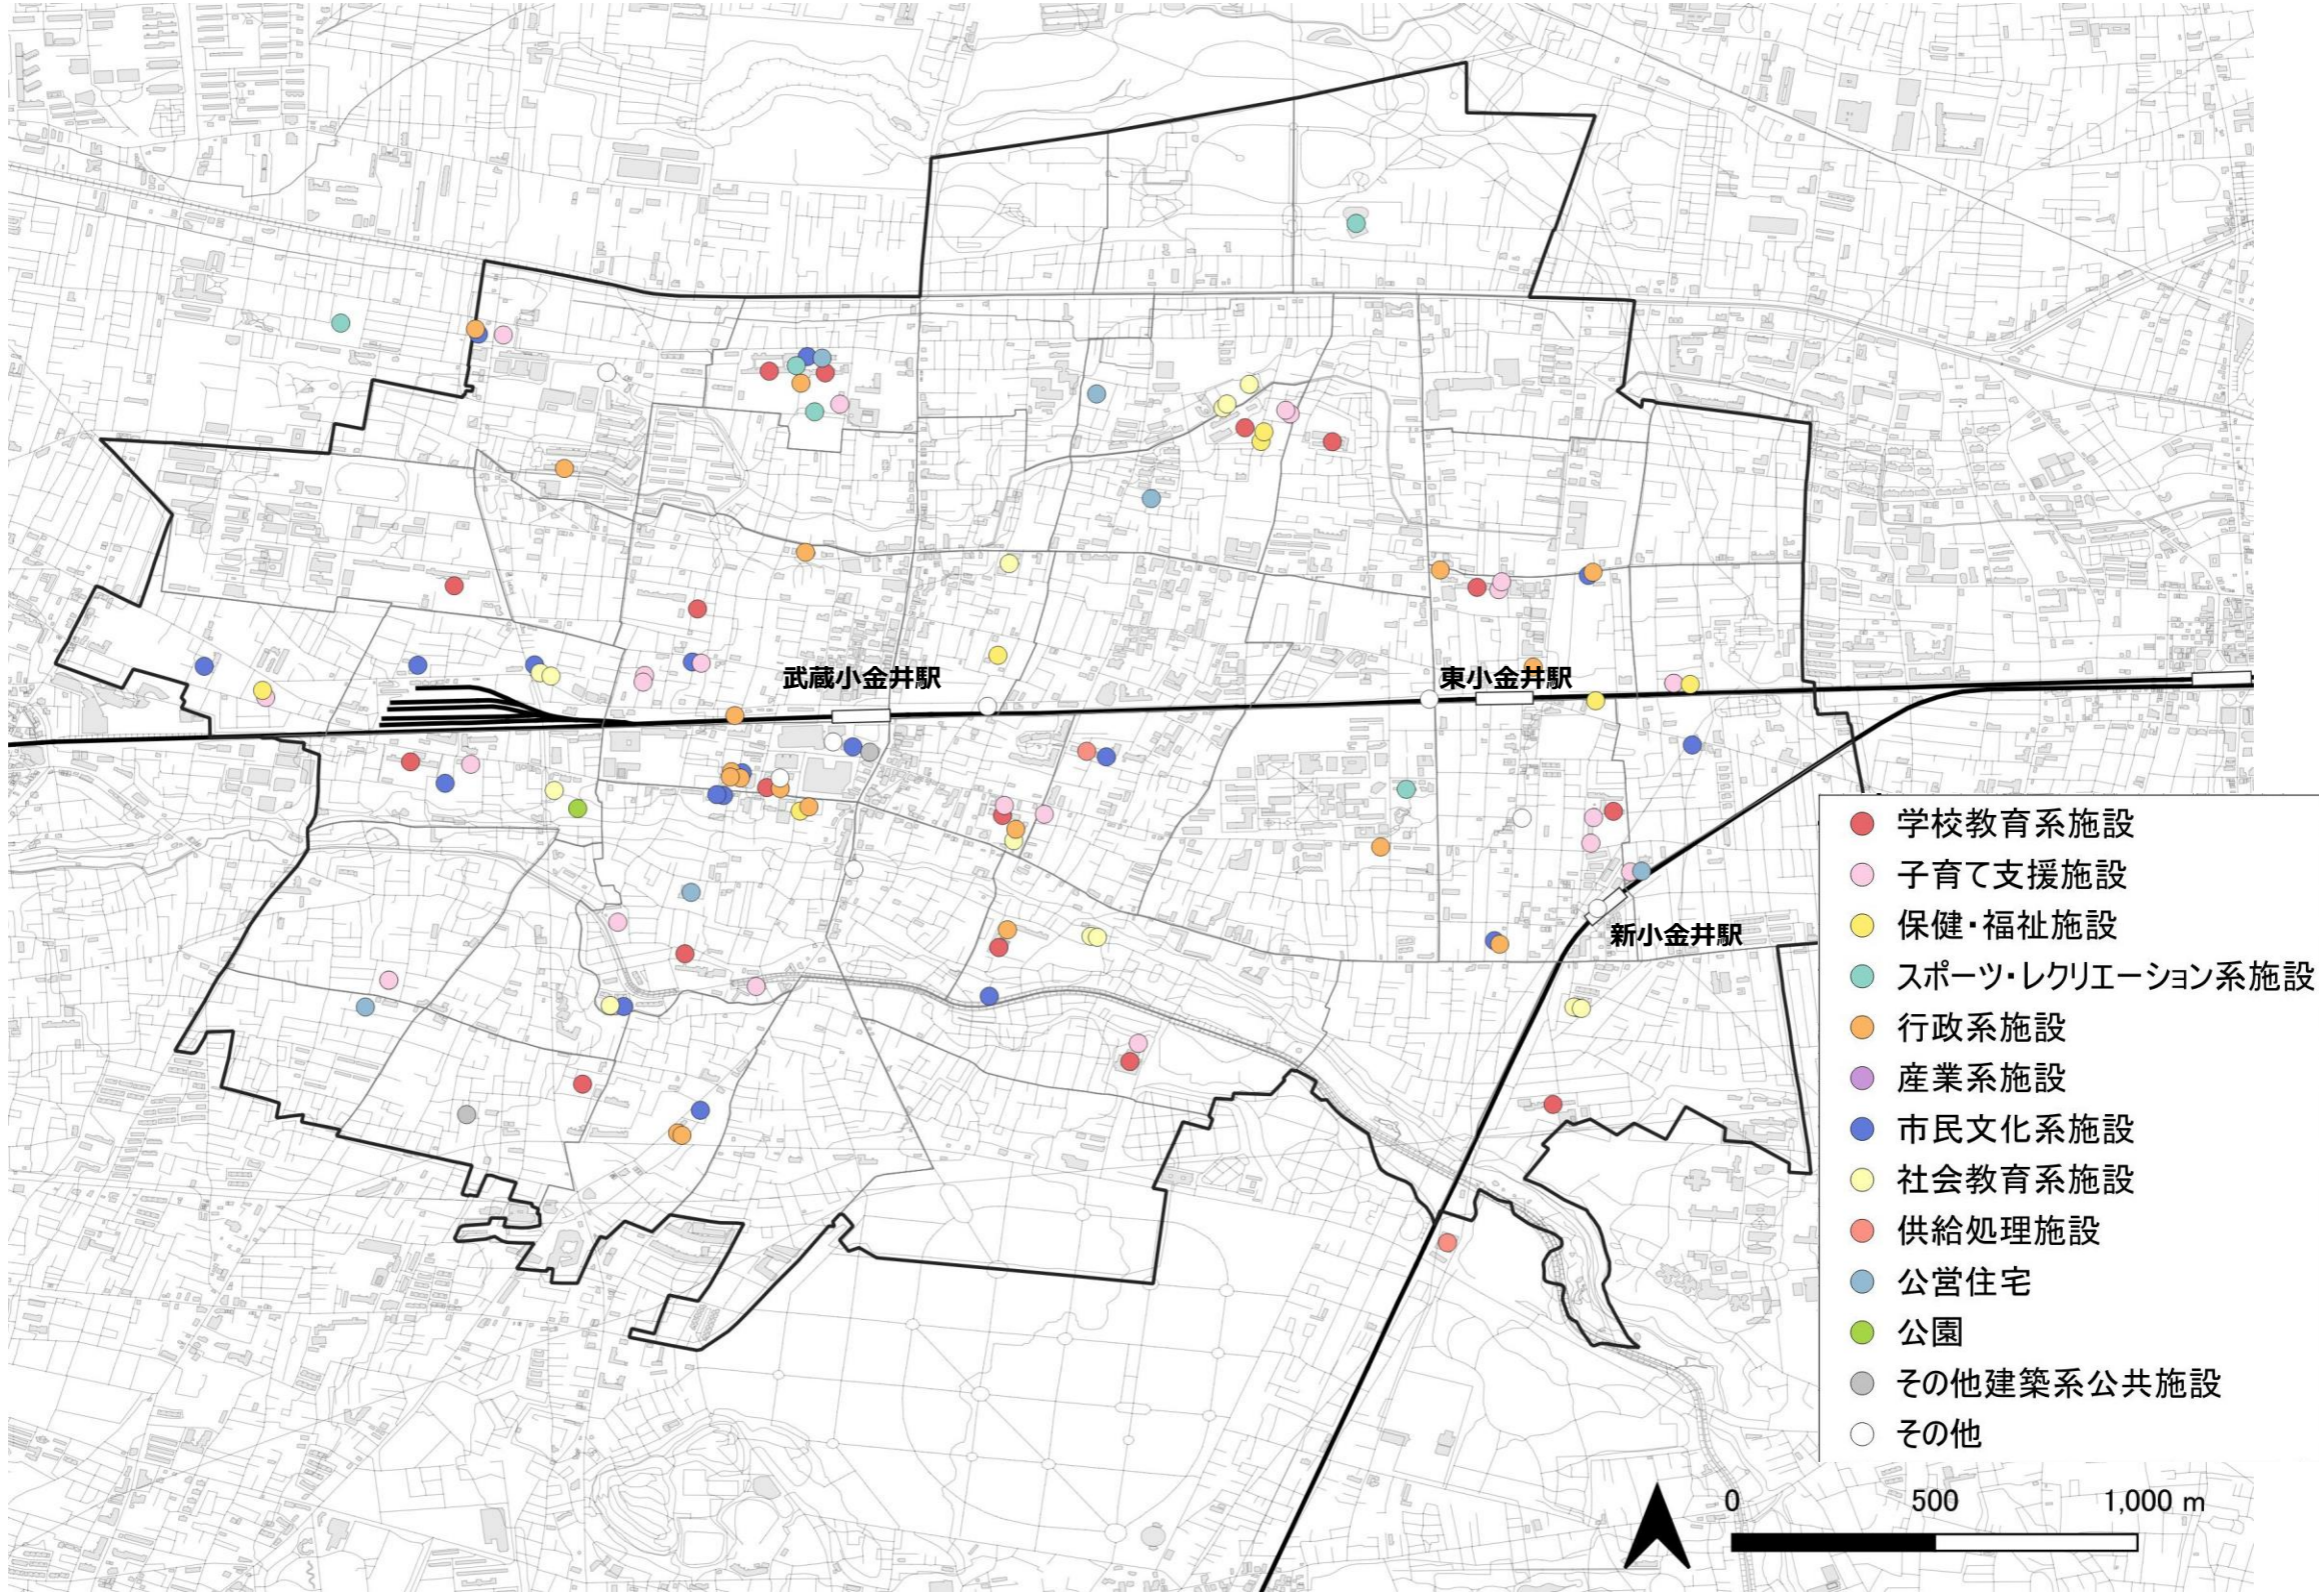 武蔵小金井駅
東小金井駅
新小金井駅
学校教育系施設
子育て支援施設
保健・福祉施設
スポーツ・レクリエーション系施設
行政系施設
産業系施設
市民文化系施設
社会教育系施設
供給処理施設
公営住宅
公園
その他建築系公共施設
その他
0 500 1,000 m